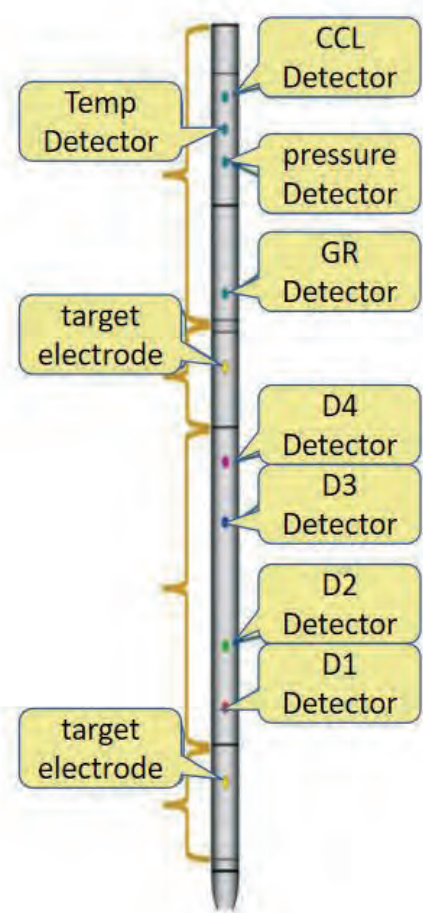 CCL
Detector
Temp
Detector
pressure
Detector
GR
Detector
target
electrode
D4
Detector
D3
Detector
D2
Detector
D1
Detector
target
electrode